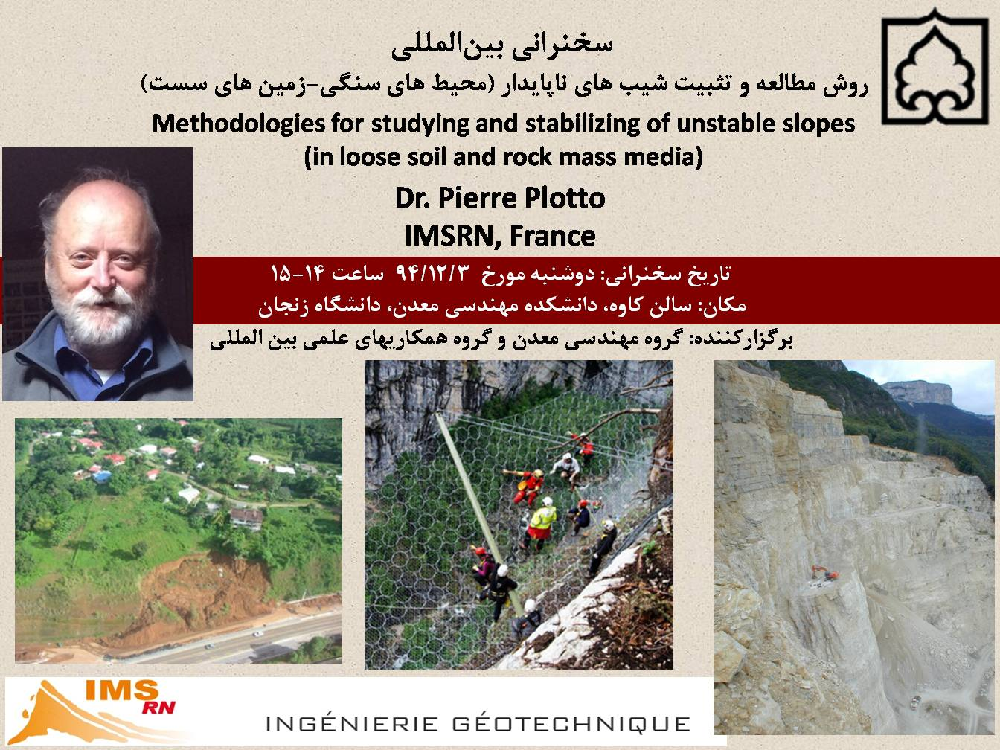 سخنرانی بین‌المللی
روش مطالعه و تثبیت شیب های ناپایدار (محیط های سنگی-زمین های سست)
Methodologies for studying and stabilizing of unstable slopes
(in loose soil and rock mass media)
Dr. Pierre Plotto
IMSRN, France
تاریخ سخنرانی: دوشنبه مورخ ۹۴/۱۲/۳ ساعت ۱۴-۱۵
مکان: سالن کاوه، دانشکده مهندسی معدن، دانشگاه زنجان
برگزارکننده: گروه مهندسی معدن و گروه همکاریهای علمی بین المللی
IMS
RN
INGÉNIERIE GÉOTECHNIQUE